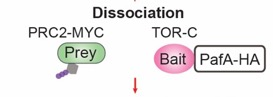 Dissociation
PRC2-MYC TOR-C
Prey Bait PafA-HA